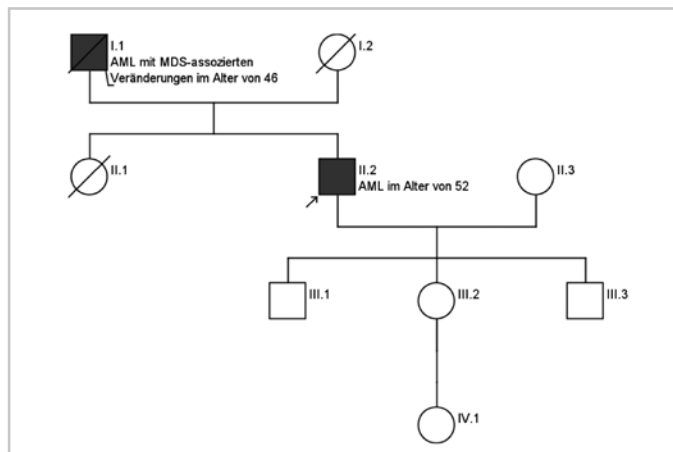 I.1
AML mit MDS-assozierten
Veränderungen im Alter von 46
I.2
II.1
II.2
AML im Alter von 52
II.3
III.1
III.2
III.3
IV.1